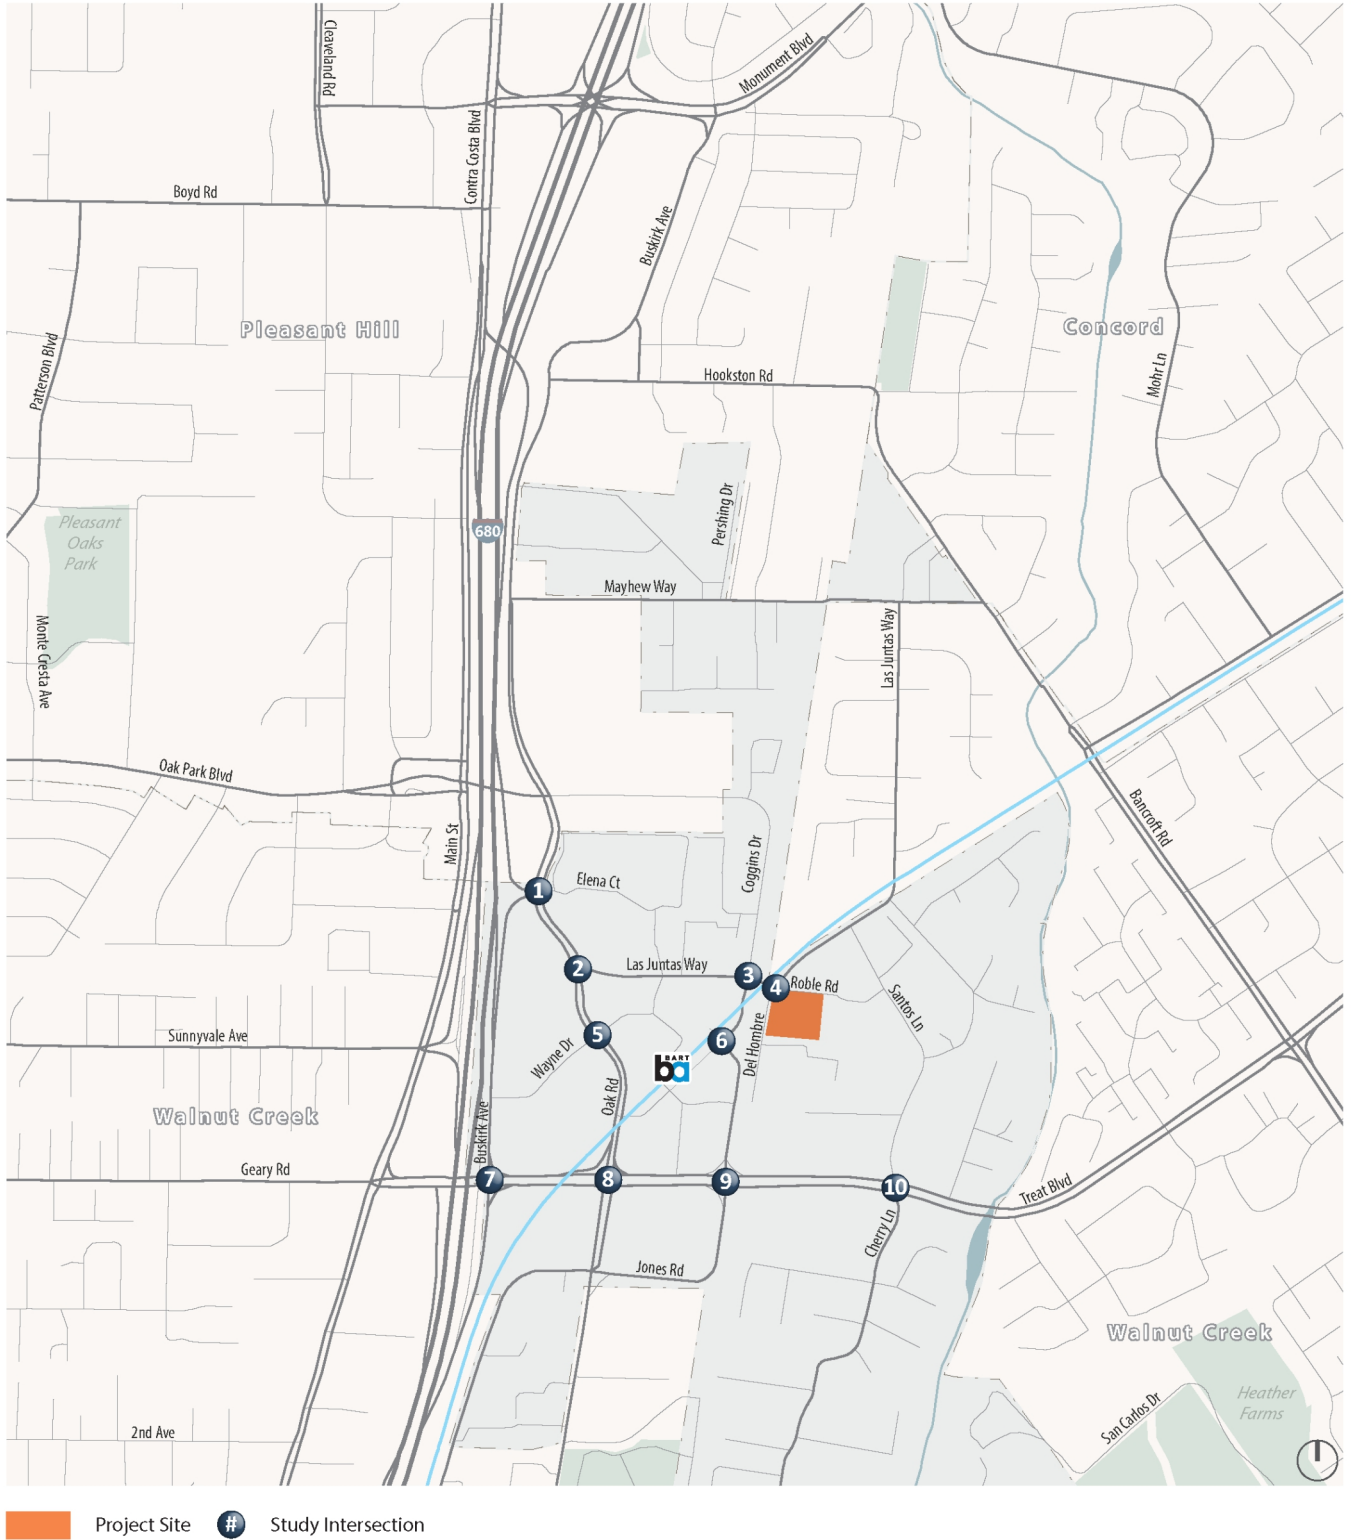 Cleaveland Rd
Monument Blvd
Contra Costa Blvd
Boyd Rd
Buskirk Ave
Pleasant Hill
Concord
Patterson Blvd
Mohr Ln
Hookston Rd
Pershing Dr
Pleasant
Oaks
Park
680
Mayhew Way
Monte Cresta Ave
Las Juntas Way
Oak Park Blvd
Bancroft Rd
Main St
Coggins Dr
Elena Ct
1
2
Las Juntas Way
3
4
Roble Rd
Santos Ln
Sunnyvale Ave
5
6
Wayne Dr
Del Hombre
BART
ba
Oak Rd
Walnut Creek
Buskirk Ave
Geary Rd
7
8
9
10
Treat Blvd
Cherry Ln
Jones Rd
Walnut Creek
Heather
Farms
San Carlos Dr
2nd Ave
Project Site
#
Study Intersection